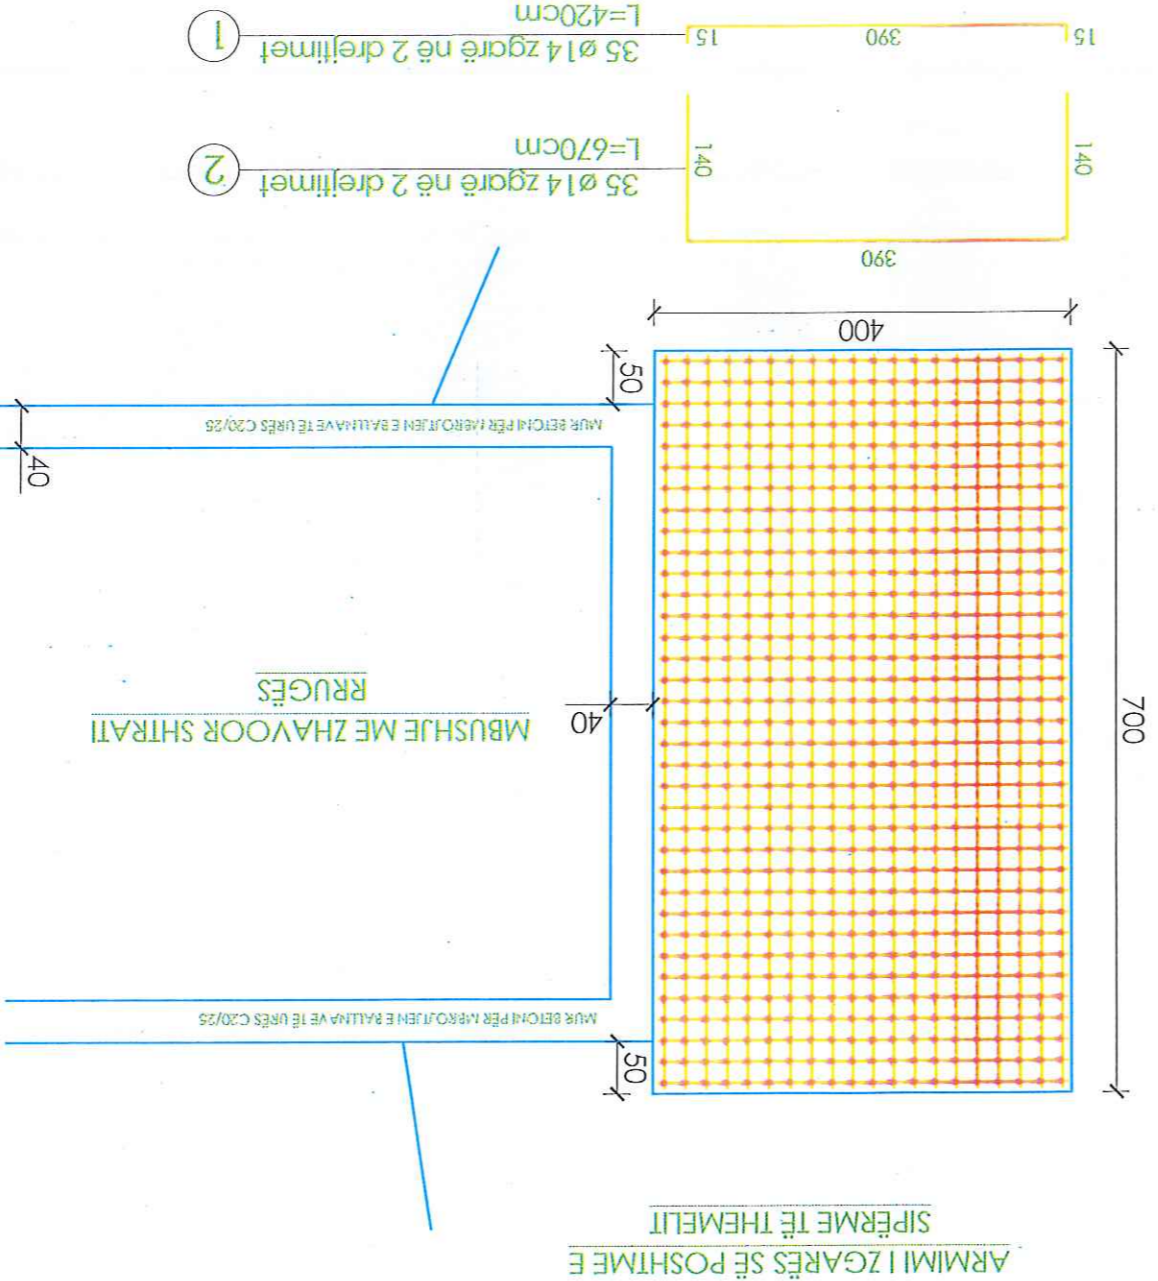 ARMIMI I ZGARËS SË POSHTME E
SIPËRME TË THEMELIT
50
MUR BETONI PËR MBROJTJEN E BALLINAVE TË URËS C20/25
700
40
MBUSHJE ME ZHAVOOR SHTRATI
RRUGËS
40
MUR BETONI PËR MBROJTJEN E BALLINAVE TË URËS C20/25
50
400
390
140
140
2
35 ø14 zgarë në 2 drejtimet
L=670cm
15
390
15
1
35 ø14 zgarë në 2 drejtimet
L=420cm